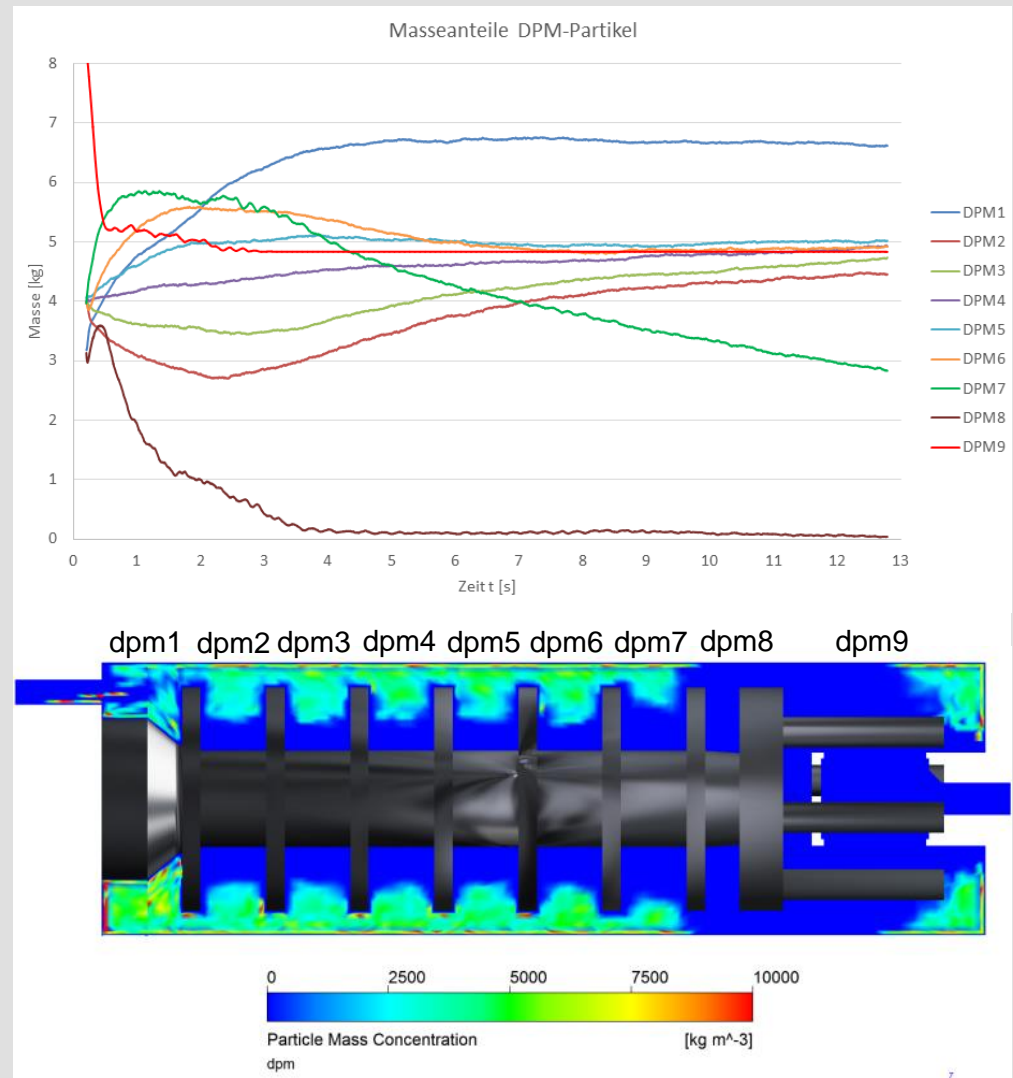 Masseanteile DPM-Partikel
8
7
6
5
4
3
2
1
0
Masse [kg]
0 1 2 3 4 5 6 7 8 9 10 11 12 13
Zeit t [s]
DPM1
DPM2
DPM3
DPM4
DPM5
DPM6
DPM7
DPM8
DPM9
dpm1 dpm2 dpm3 dpm4 dpm5 dpm6 dpm7 dpm8 dpm9
0 2500 5000 7500 10000
Particle Mass Concentration [kg m^-3]
dpm
z